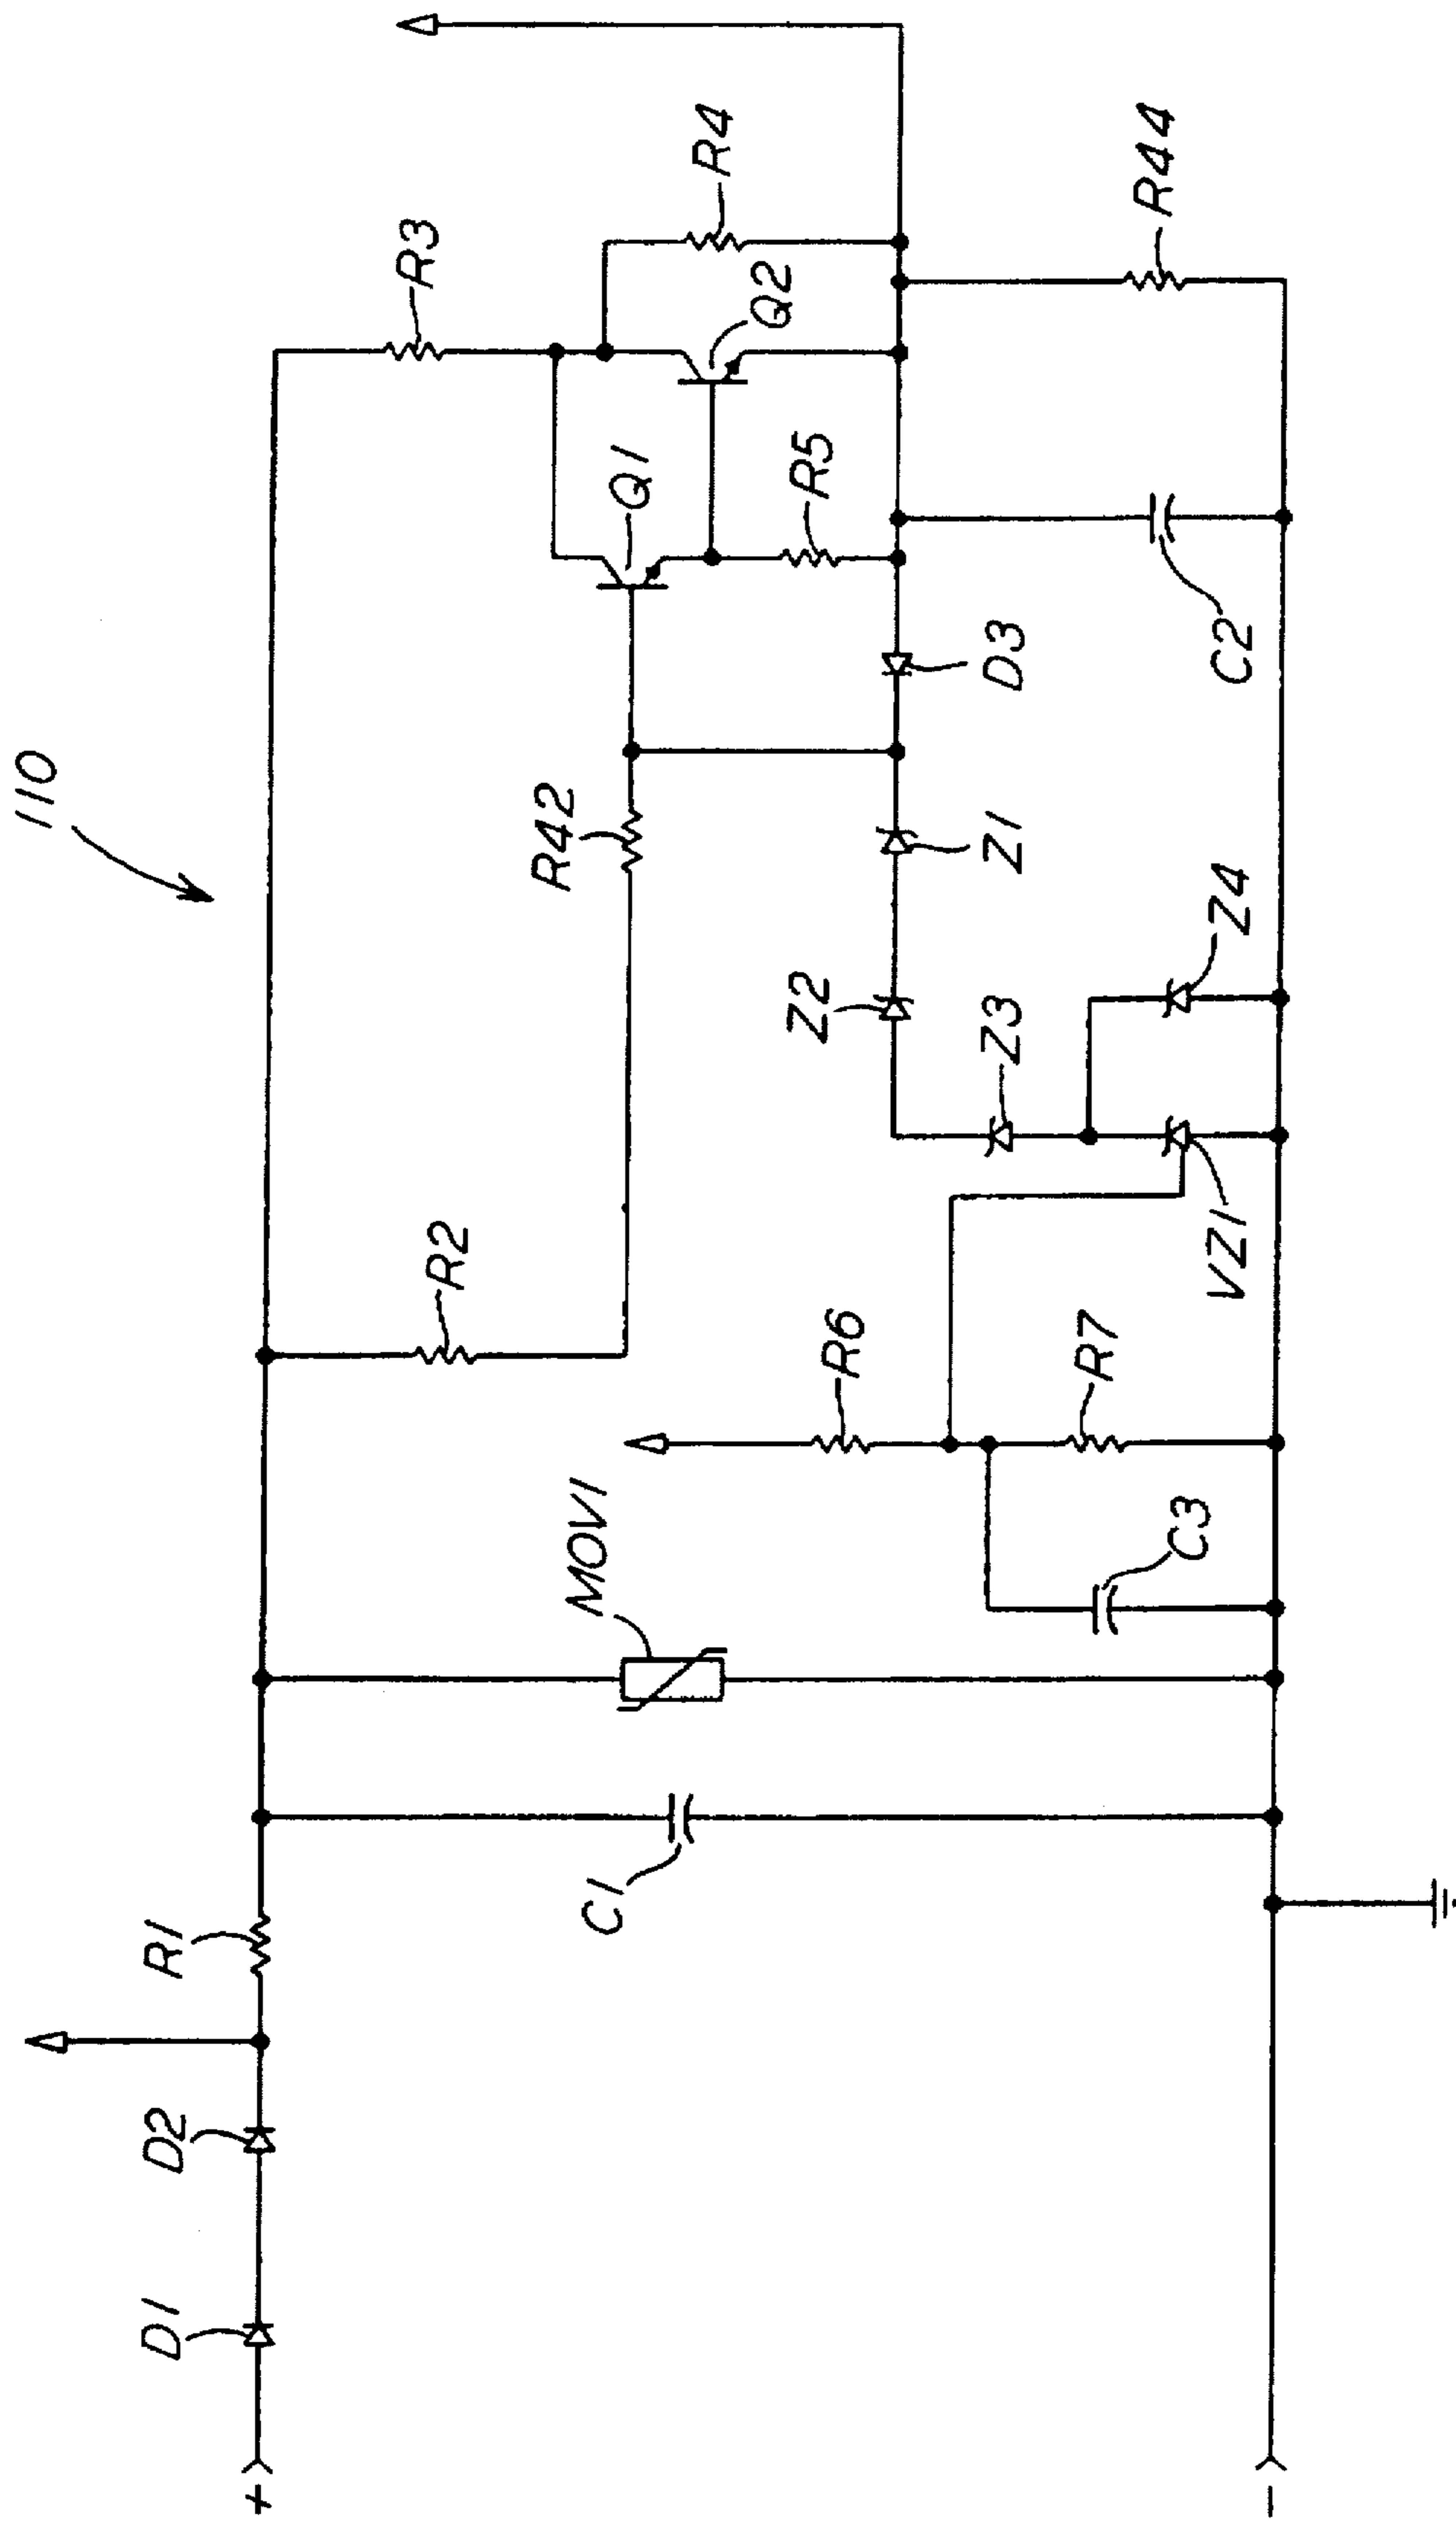 110
R3
R4
Q1
Q2
R5
R44
R42
D3
C2
Z1
Z2
Z3
Z4
R2
VZ1
R6
R7
MOV1
C3
C1
R1
D2
D1
+
-